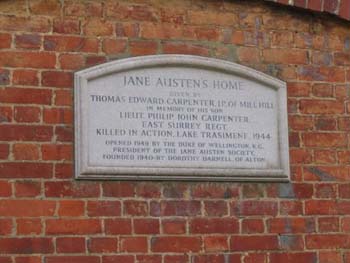 JANE AUSTEN'S HOME
GIVEN BY
THOMAS EDWARD CARPENTER, J.P. OF MILL HILL
IN MEMORY OF HIS SON
LIEUT. PHILIP JOHN CARPENTER
EAST SURREY REGT.
KILLED IN ACTION, LAKE TRASIMENE, 1944
OPENED 1949 BY THE DUKE OF WELLINGTON, K.G.
PRESIDENT OF THE JANE AUSTEN SOCIETY,
FOUNDED 1940 BY DOROTHY DARNELL OF ALTON